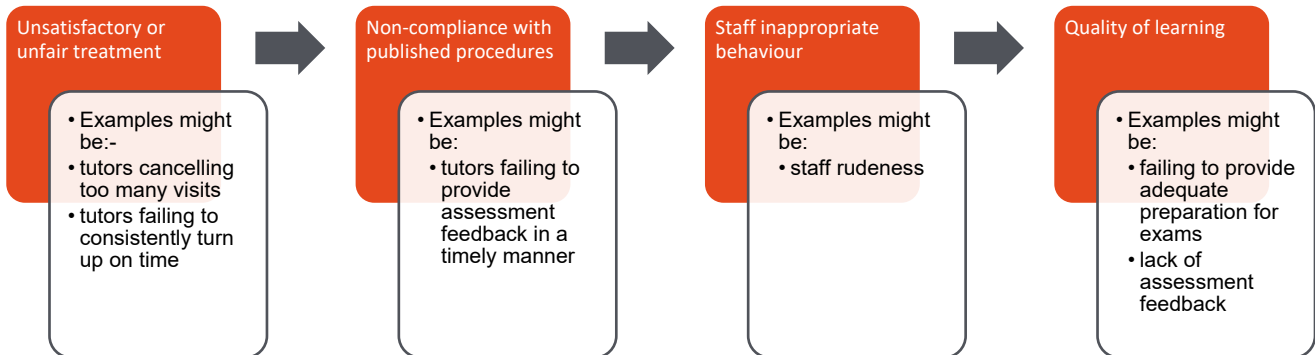 Unsatisfactory or
unfair treatment
• Examples might
be:-
• tutors cancelling
too many visits
• tutors failing to
consistently turn
up on time
Non-compliance with
published procedures
• Examples might
be:
• tutors failing to
provide
assessment
feedback in a
timely manner
Staff inappropriate
behaviour
• Examples might
be:
• staff rudeness
Quality of learning
• Examples might
be:
• failing to provide
adequate
preparation for
exams
• lack of
assessment
feedback